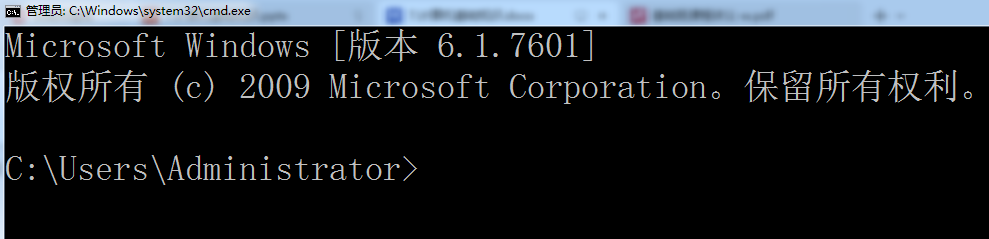 管理员: C:\Windows\system32\cmd.exe
Microsoft Windows [版本 6.1.7601]
版权所有 (c) 2009 Microsoft Corporation。保留所有权利。
C:\Users\Administrator>